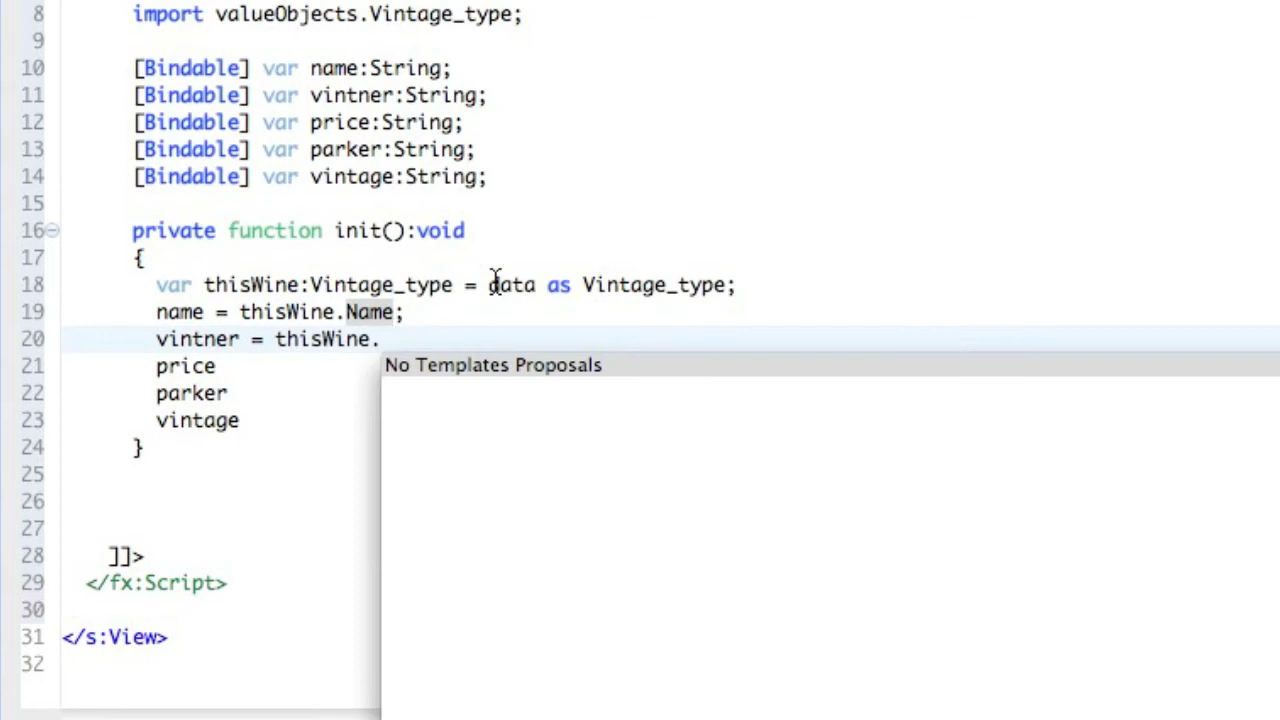 8 import valueObjects.Vintage_type;
9
10 [Bindable] var name:String;
11 [Bindable] var vintner:String;
12 [Bindable] var price:String;
13 [Bindable] var parker:String;
14 [Bindable] var vintage:String;
15
16 private function init():void
17 {
18 var thisWine:Vintage_type = data as Vintage_type;
19 name = thisWine.Name;
20 vintner = thisWine.
No Templates Proposals
21 price
22 parker
23 vintage
24 }
25
26
27
28 ]]>
29 </fx:Script>
30
31 </s:View>
32